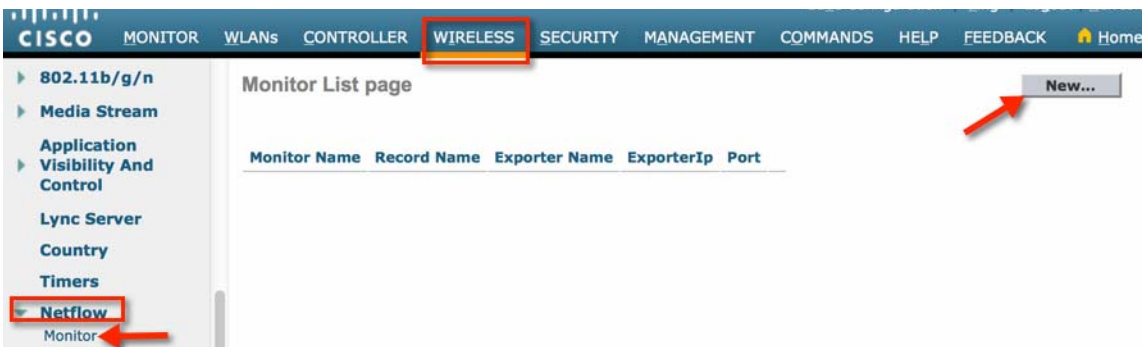 CISCO MONITOR WLANs CONTROLLER WIRELESS SECURITY MANAGEMENT COMMANDS HELP FEEDBACK Home
802.11b/g/n
Media Stream
Application
Visibility And
Control
Lync Server
Country
Timers
Netflow
Monitor
Monitor List page
New...
Monitor Name Record Name Exporter Name ExporterIp Port